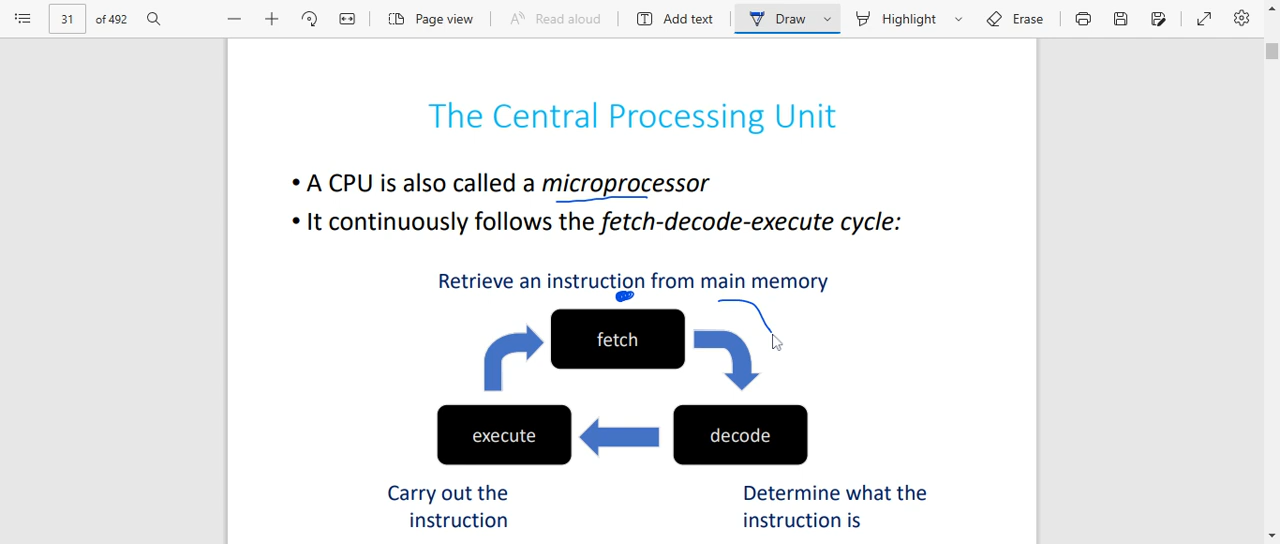 31 of 492 Page view Read aloud Add text Draw Highlight Erase
The Central Processing Unit
• A CPU is also called a microprocessor
• It continuously follows the fetch-decode-execute cycle:
Retrieve an instruction from main memory
fetch
execute decode
Carry out the Determine what the
instruction instruction is